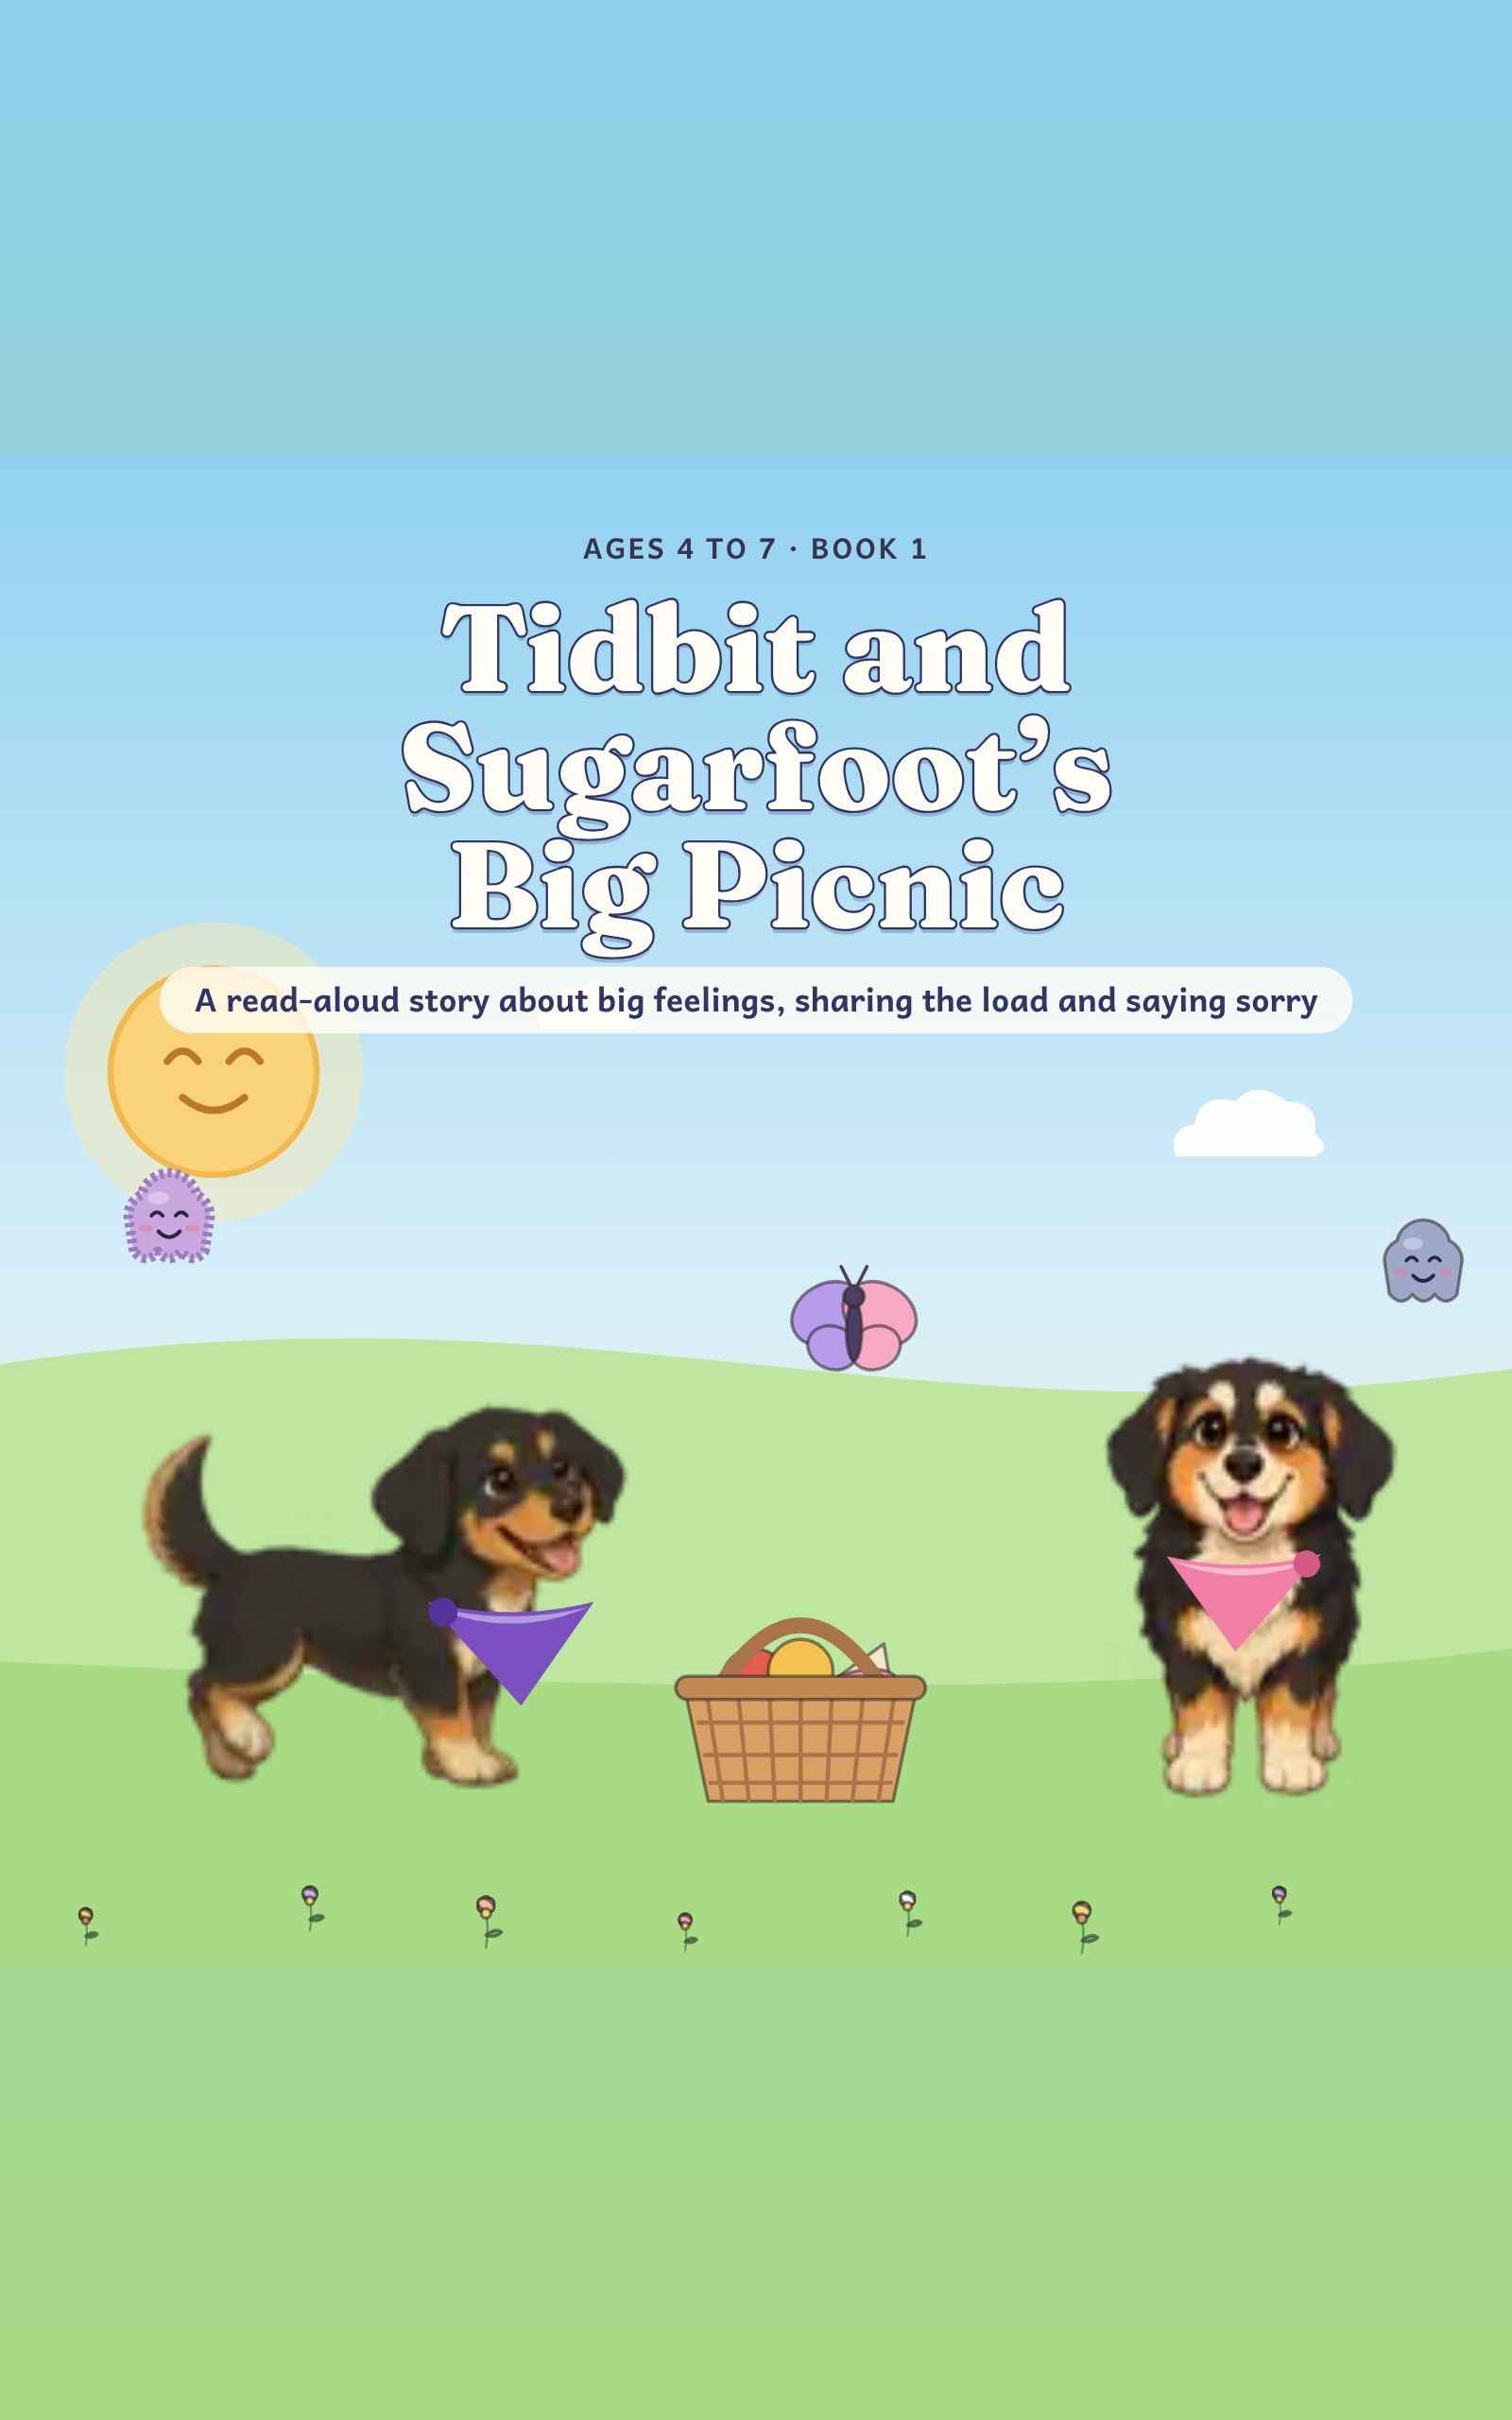 AGES 4 TO 7 · BOOK 1
Tidbit and
Sugarfoot’s
Big Picnic
A read-aloud story about big feelings, sharing the load and saying sorry